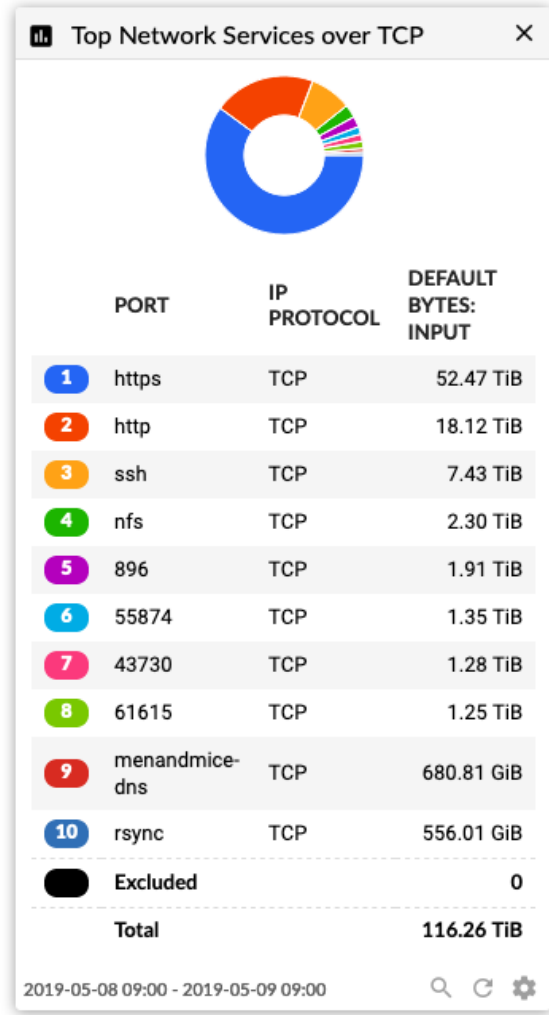 Top Network Services over TCP
PORT IP PROTOCOL DEFAULT BYTES: INPUT
1 https TCP 52.47 TiB
2 http TCP 18.12 TiB
3 ssh TCP 7.43 TiB
4 nfs TCP 2.30 TiB
5 896 TCP 1.91 TiB
6 55874 TCP 1.35 TiB
7 43730 TCP 1.28 TiB
8 61615 TCP 1.25 TiB
9 menandmice-dns TCP 680.81 GiB
10 rsync TCP 556.01 GiB
Excluded 0
Total 116.26 TiB
2019-05-08 09:00 - 2019-05-09 09:00